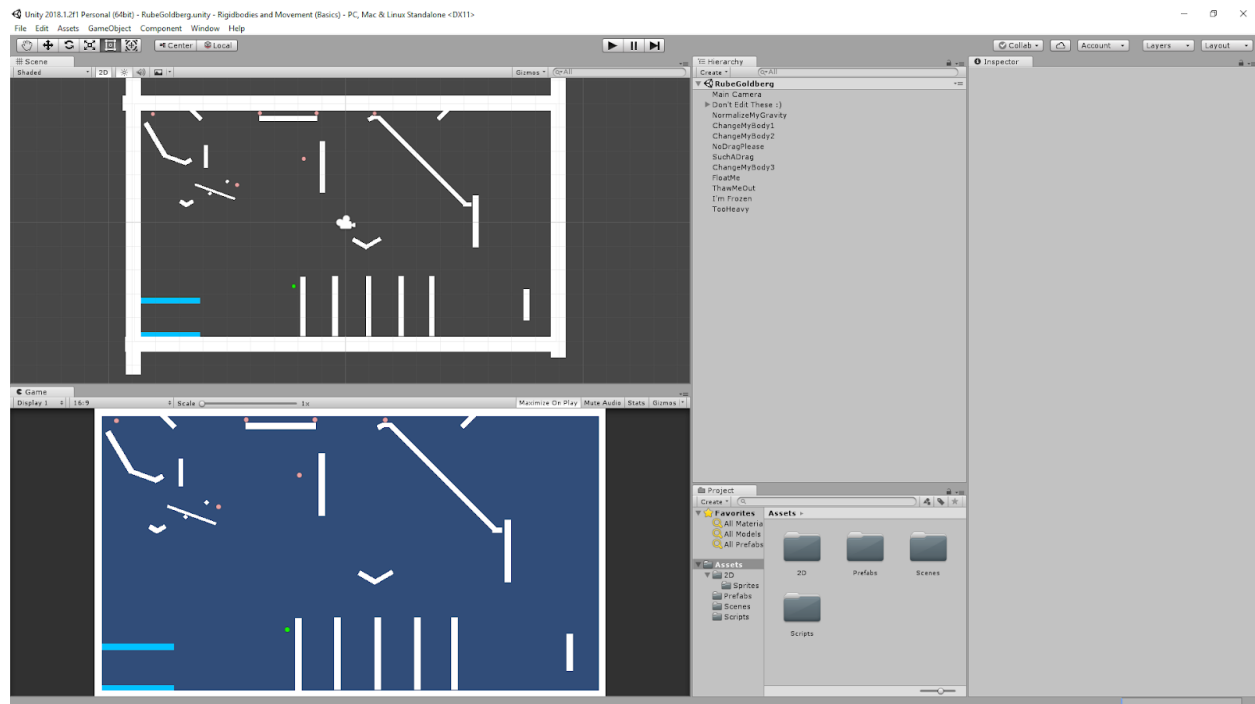 Unity 2018.1.2f1 Personal (64bit) - RubeGoldberg.unity - Rigidbodies and Movement (Basics) - PC, Mac & Linux Standalone <DX11>
File Edit Assets GameObject Component Window Help
Center Local Collab Account Layers Layout
Scene
Shaded 2D Gizmos All
Hierarchy
Create All
RubeGoldberg
Main Camera
Don't Edit These :)
NormalizeMyGravity
ChangeMyBody1
ChangeMyBody2
NoDragPlease
SuchADrag
ChangeMyBody3
FloatMe
ThawMeOut
I'm Frozen
TooHeavy
Inspector
Game
Display 1 16:9 Scale 1x Maximize On Play Mute Audio Stats Gizmos
Project
Create
Favorites
All Materia
All Models
All Prefabs
Assets
2D
Sprites
Prefabs
Scenes
Scripts
Assets
2D Prefabs Scenes
Scripts